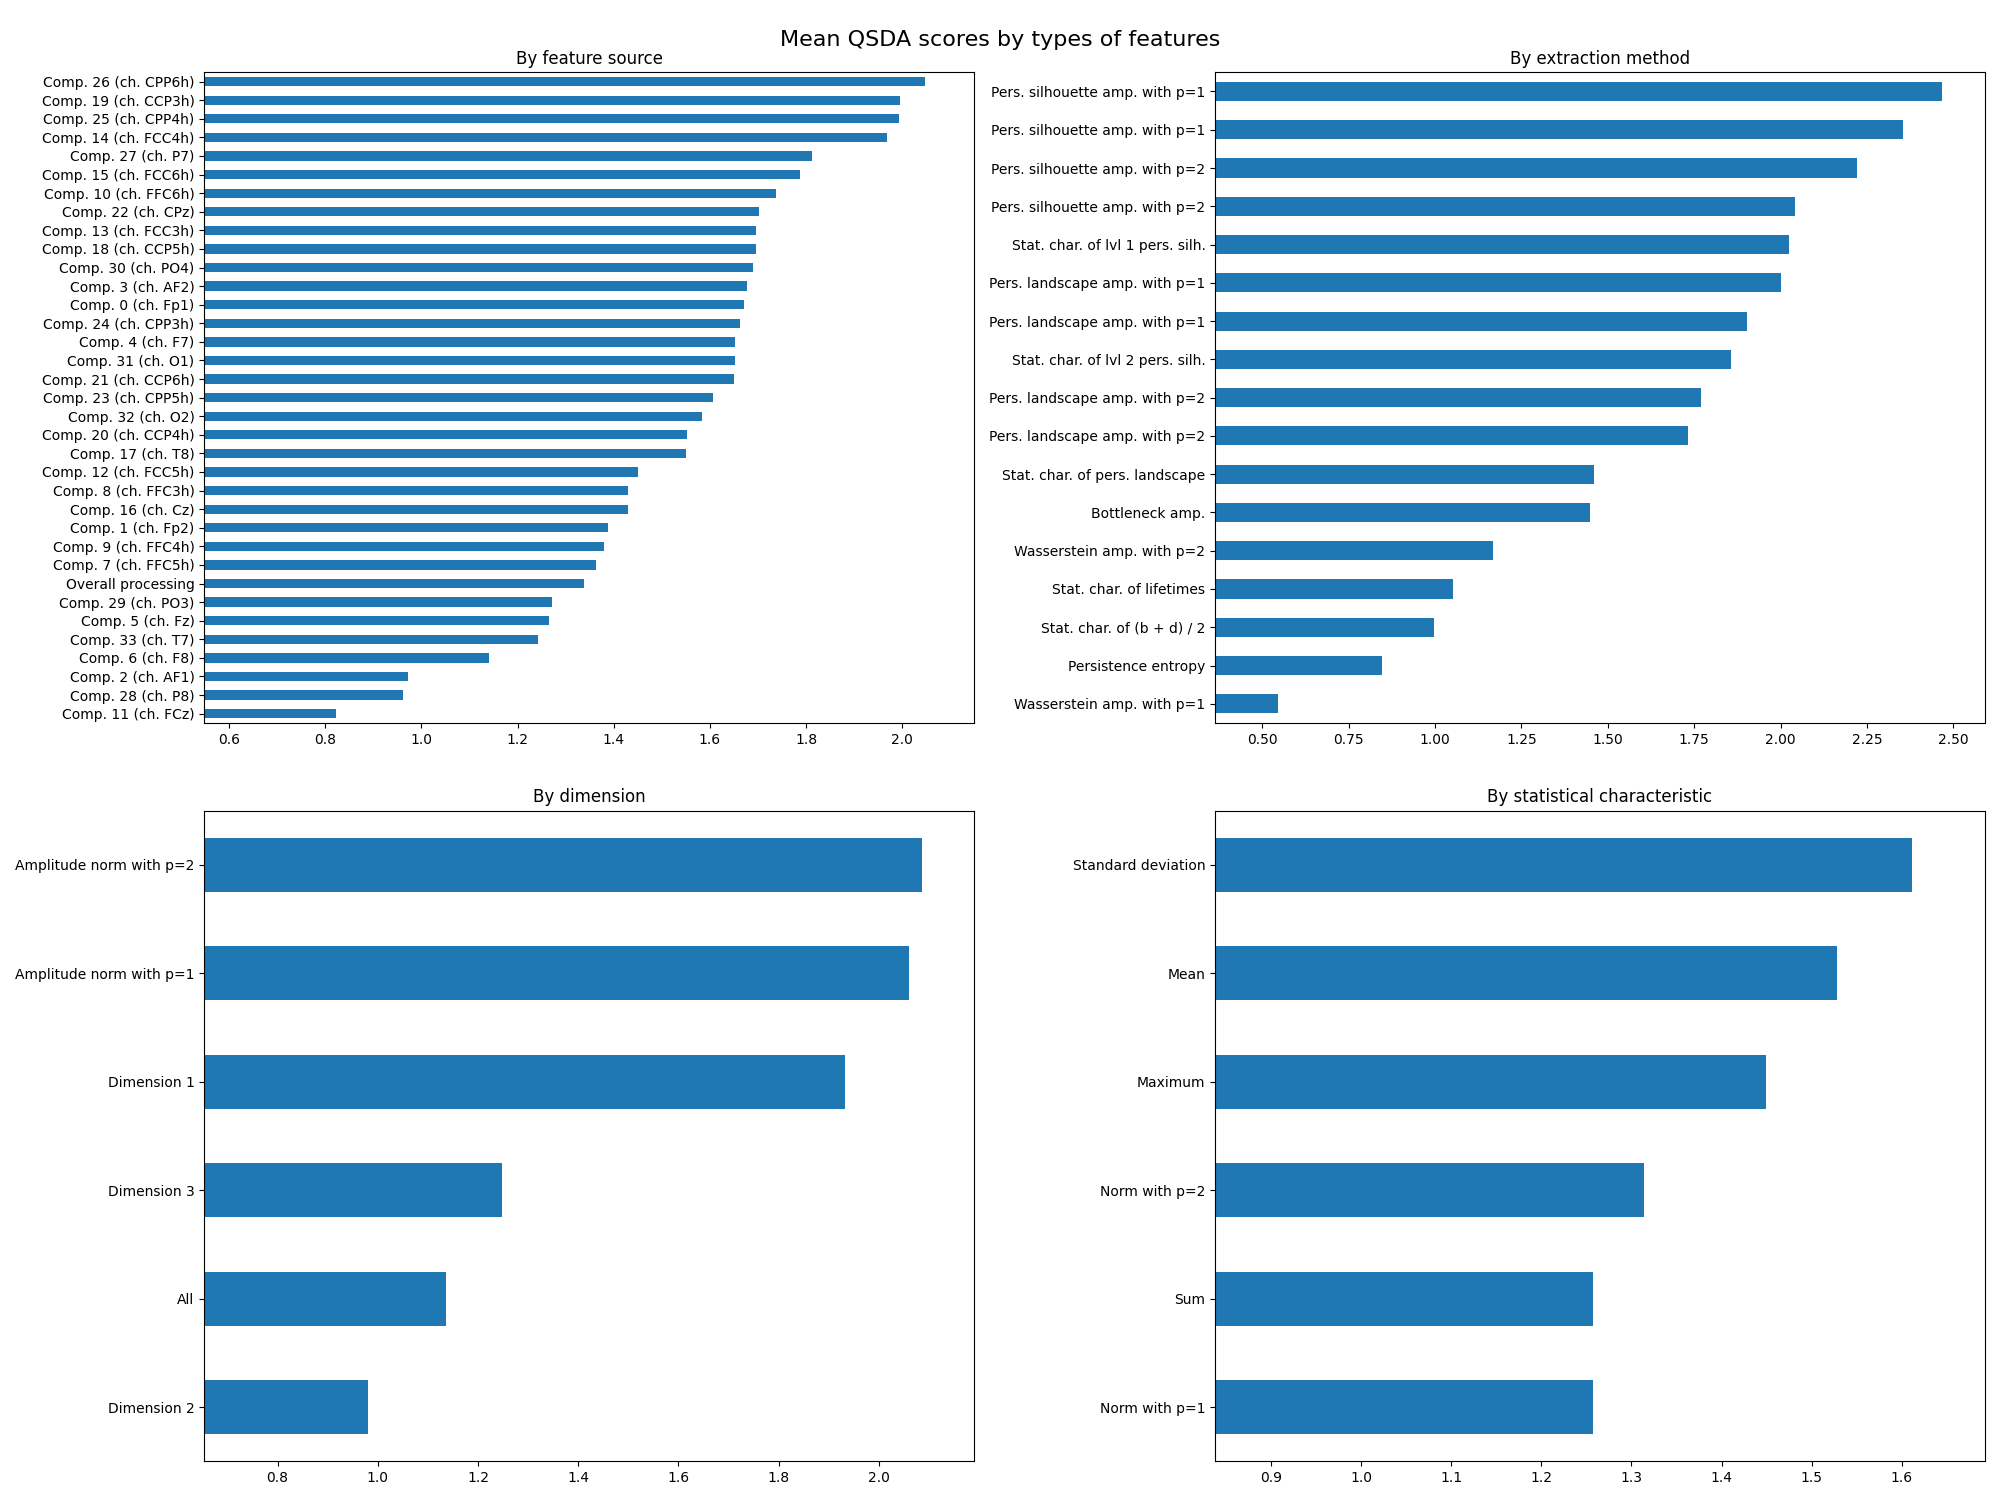 Mean QSDA scores by types of features
By feature source
Comp. 26 (ch. CPP6h)
Comp. 19 (ch. CCP3h)
Comp. 25 (ch. CPP4h)
Comp. 14 (ch. FCC4h)
Comp. 27 (ch. P7)
Comp. 15 (ch. FCC6h)
Comp. 10 (ch. FFC6h)
Comp. 22 (ch. CPz)
Comp. 13 (ch. FCC3h)
Comp. 18 (ch. CCP5h)
Comp. 30 (ch. PO4)
Comp. 3 (ch. AF2)
Comp. 0 (ch. Fp1)
Comp. 24 (ch. CPP3h)
Comp. 4 (ch. F7)
Comp. 31 (ch. O1)
Comp. 21 (ch. CCP6h)
Comp. 23 (ch. CPP5h)
Comp. 32 (ch. O2)
Comp. 20 (ch. CCP4h)
Comp. 17 (ch. T8)
Comp. 12 (ch. FCC5h)
Comp. 8 (ch. FFC3h)
Comp. 16 (ch. Cz)
Comp. 1 (ch. Fp2)
Comp. 9 (ch. FFC4h)
Comp. 7 (ch. FFC5h)
Overall processing
Comp. 29 (ch. PO3)
Comp. 5 (ch. Fz)
Comp. 33 (ch. T7)
Comp. 6 (ch. F8)
Comp. 2 (ch. AF1)
Comp. 28 (ch. P8)
Comp. 11 (ch. FCz)
0.6 0.8 1.0 1.2 1.4 1.6 1.8 2.0
By extraction method
Pers. silhouette amp. with p=1
Pers. silhouette amp. with p=1
Pers. silhouette amp. with p=2
Pers. silhouette amp. with p=2
Stat. char. of lvl 1 pers. silh.
Pers. landscape amp. with p=1
Pers. landscape amp. with p=1
Stat. char. of lvl 2 pers. silh.
Pers. landscape amp. with p=2
Pers. landscape amp. with p=2
Stat. char. of pers. landscape
Bottleneck amp.
Wasserstein amp. with p=2
Stat. char. of lifetimes
Stat. char. of (b + d) / 2
Persistence entropy
Wasserstein amp. with p=1
0.50 0.75 1.00 1.25 1.50 1.75 2.00 2.25 2.50
By dimension
Amplitude norm with p=2
Amplitude norm with p=1
Dimension 1
Dimension 3
All
Dimension 2
0.8 1.0 1.2 1.4 1.6 1.8 2.0
By statistical characteristic
Standard deviation
Mean
Maximum
Norm with p=2
Sum
Norm with p=1
0.9 1.0 1.1 1.2 1.3 1.4 1.5 1.6